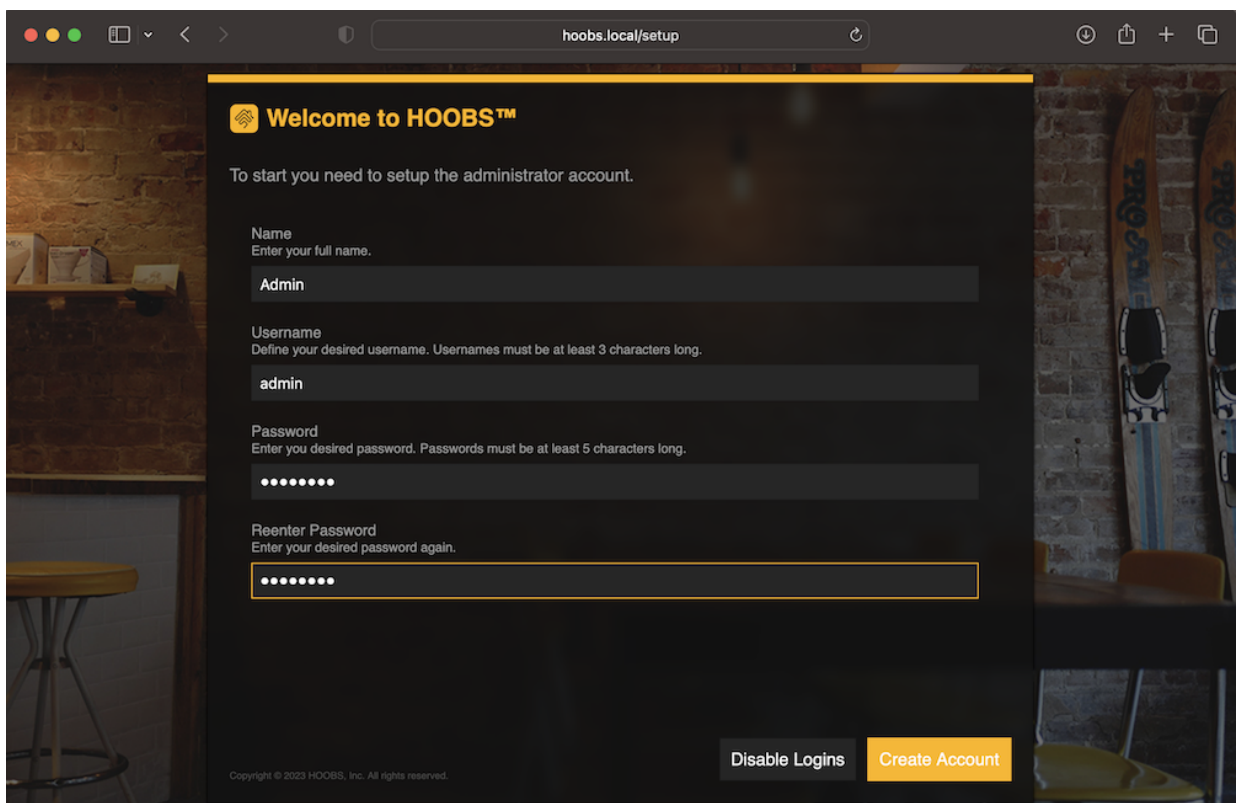 hoobs.local/setup
Welcome to HOOBS™
To start you need to setup the administrator account.
Name
Enter your full name.
Admin
Username
Define your desired username. Usernames must be at least 3 characters long.
admin
Password
Enter you desired password. Passwords must be at least 5 characters long.
••••••••
Reenter Password
Enter your desired password again.
••••••••
Disable Logins
Create Account
Copyright © 2023 HOOBS, Inc. All rights reserved.
PRO